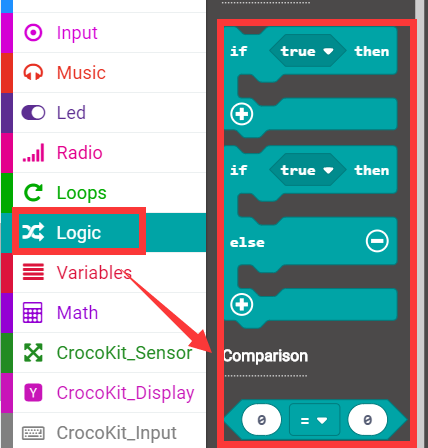 Input
Music
Led
Radio
Loops
Logic
Variables
Math
CrocoKit_Sensor
Y CrocoKit_Display
CrocoKit_Input
if true then
if true then
else
Comparison
0 = 0